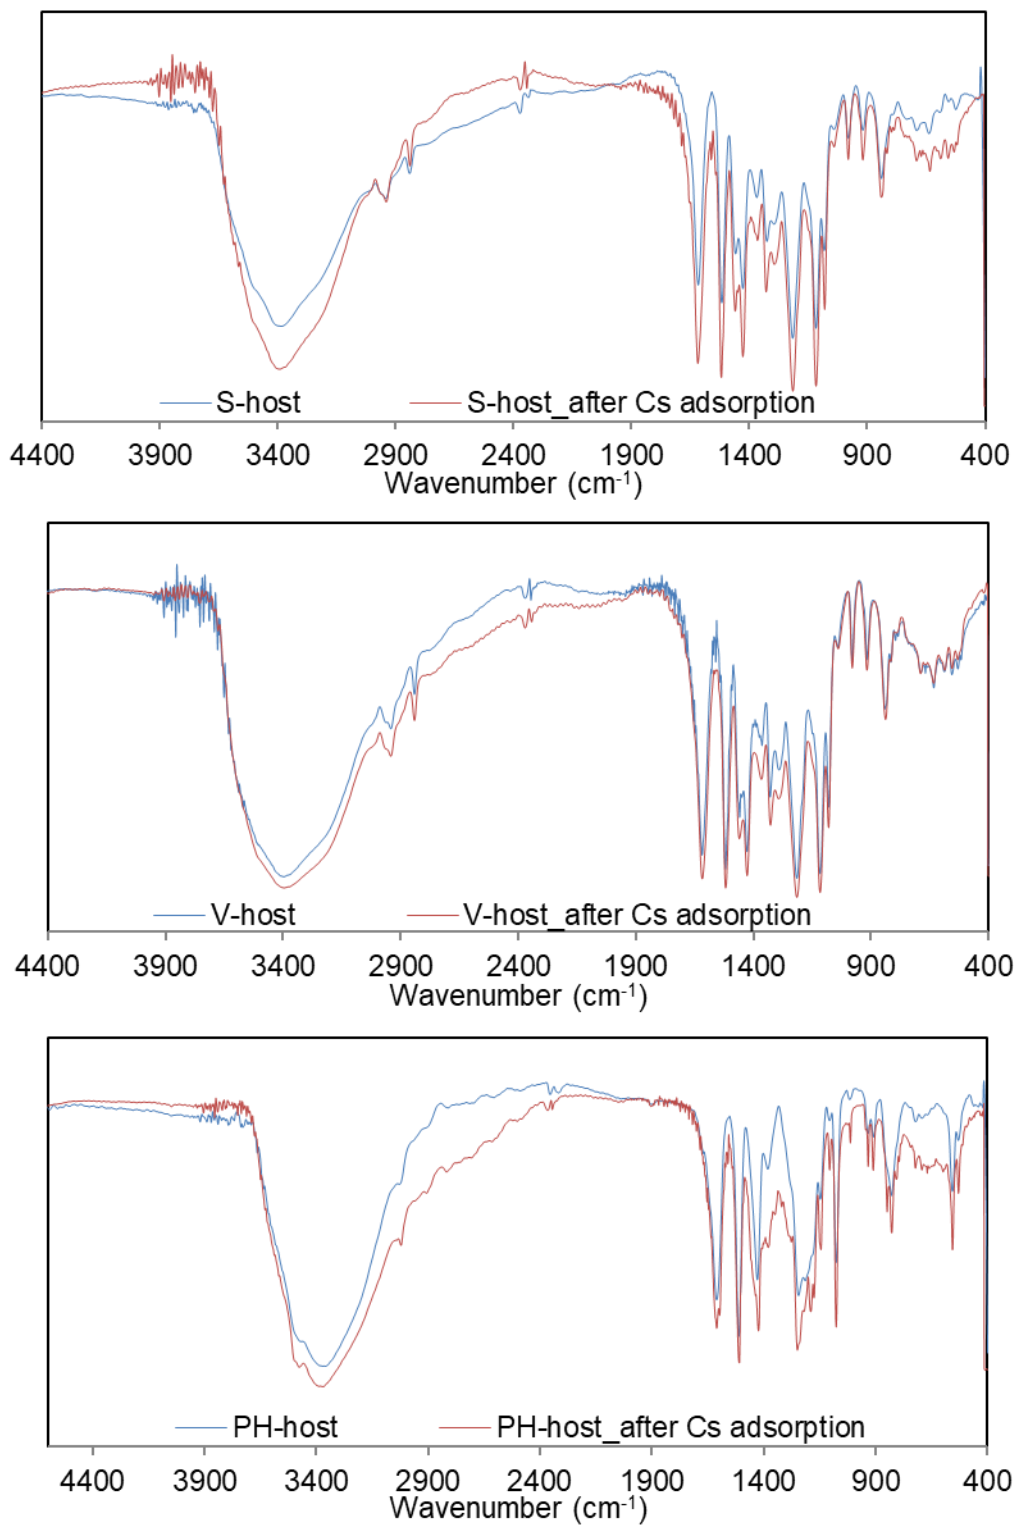 S-host S-host_after Cs adsorption
4400 3900 3400 2900 2400 1900 1400 900 400
Wavenumber (cm-1)
V-host V-host_after Cs adsorption
4400 3900 3400 2900 2400 1900 1400 900 400
Wavenumber (cm-1)
PH-host PH-host_after Cs adsorption
4400 3900 3400 2900 2400 1900 1400 900 400
Wavenumber (cm-1)